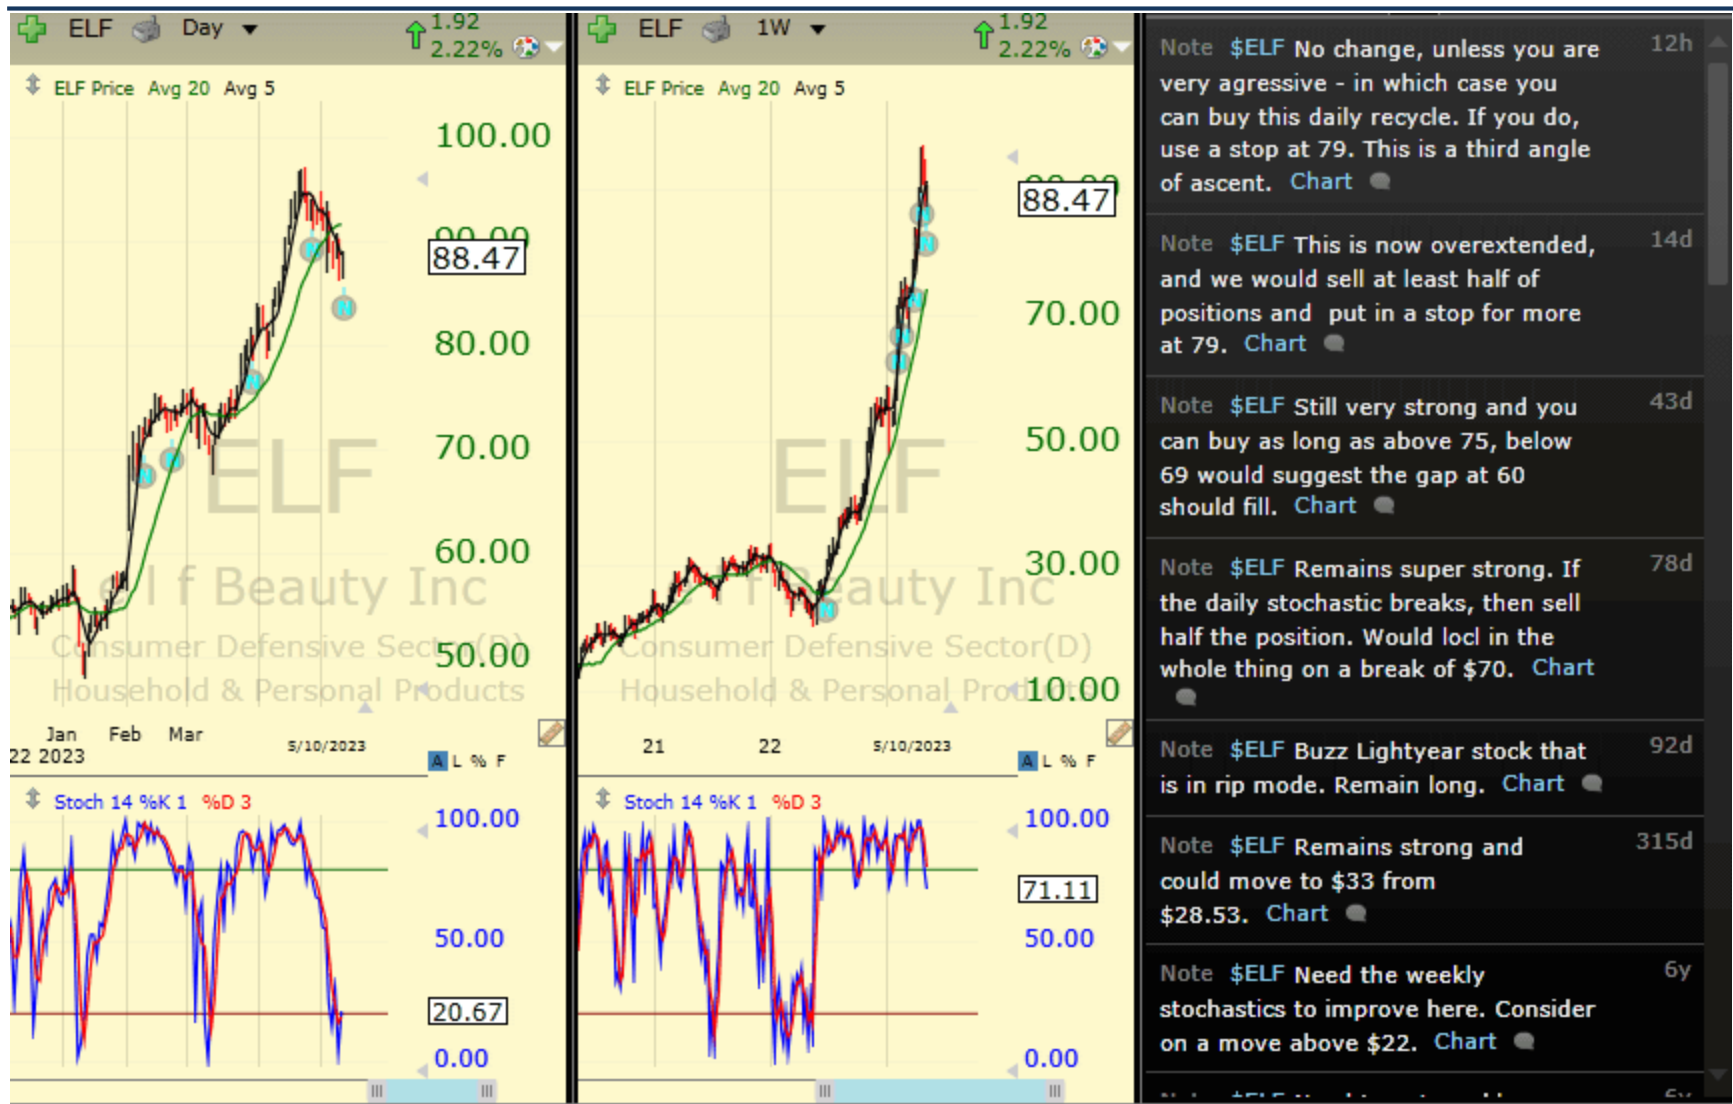 ELF Day 1.92
2.22%
ELF Price Avg 20 Avg 5
100.00
90.00
88.47
80.00
70.00
ELF
60.00
e l f Beauty Inc
Consumer Defensive Sector(D)
50.00
Household & Personal Products
Jan Feb Mar 5/10/2023
22 2023
A L % F
Stoch 14 %K 1 %D 3
100.00
50.00
20.67
0.00
N
N
N
N
N
ELF 1W 1.92
2.22%
ELF Price Avg 20 Avg 5
88.47
70.00
50.00
ELF
30.00
e l f Beauty Inc
Consumer Defensive Sector(D)
10.00
Household & Personal Products
21 22 5/10/2023
A L % F
Stoch 14 %K 1 %D 3
100.00
71.11
50.00
0.00
N
N
N
N
N
N
Note $ELF No change, unless you are 12h
very agressive - in which case you
can buy this daily recycle. If you do,
use a stop at 79. This is a third angle
of ascent. Chart
Note $ELF This is now overextended, 14d
and we would sell at least half of
positions and put in a stop for more
at 79. Chart
Note $ELF Still very strong and you 43d
can buy as long as above 75, below
69 would suggest the gap at 60
should fill. Chart
Note $ELF Remains super strong. If 78d
the daily stochastic breaks, then sell
half the position. Would locl in the
whole thing on a break of $70. Chart
Note $ELF Buzz Lightyear stock that 92d
is in rip mode. Remain long. Chart
Note $ELF Remains strong and 315d
could move to $33 from
$28.53. Chart
Note $ELF Need the weekly 6y
stochastics to improve here. Consider
on a move above $22. Chart